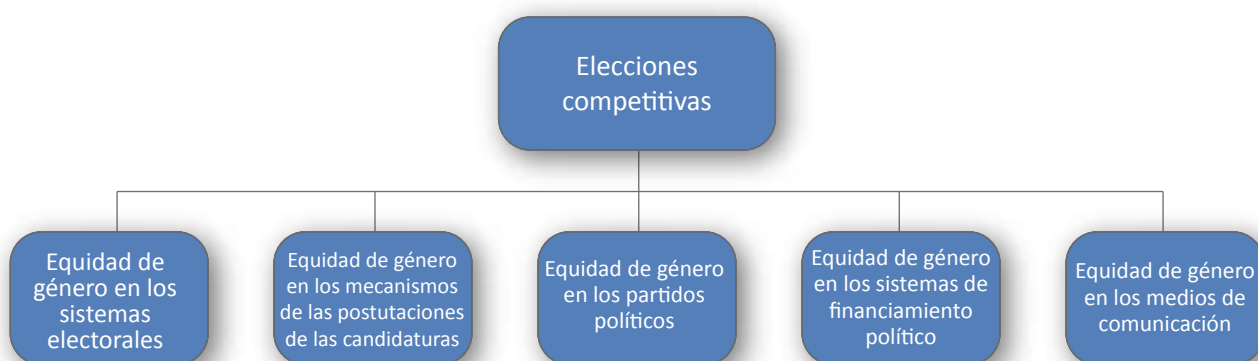 Elecciones
competitivas
Equidad de
género en los
sistemas
electorales
Equidad de género
en los mecanismos
de las postutaciones
de las candidaturas
Equidad de género
en los partidos
políticos
Equidad de género
en los sistemas de
financiamiento
político
Equidad de género
en los medios de
comunicación